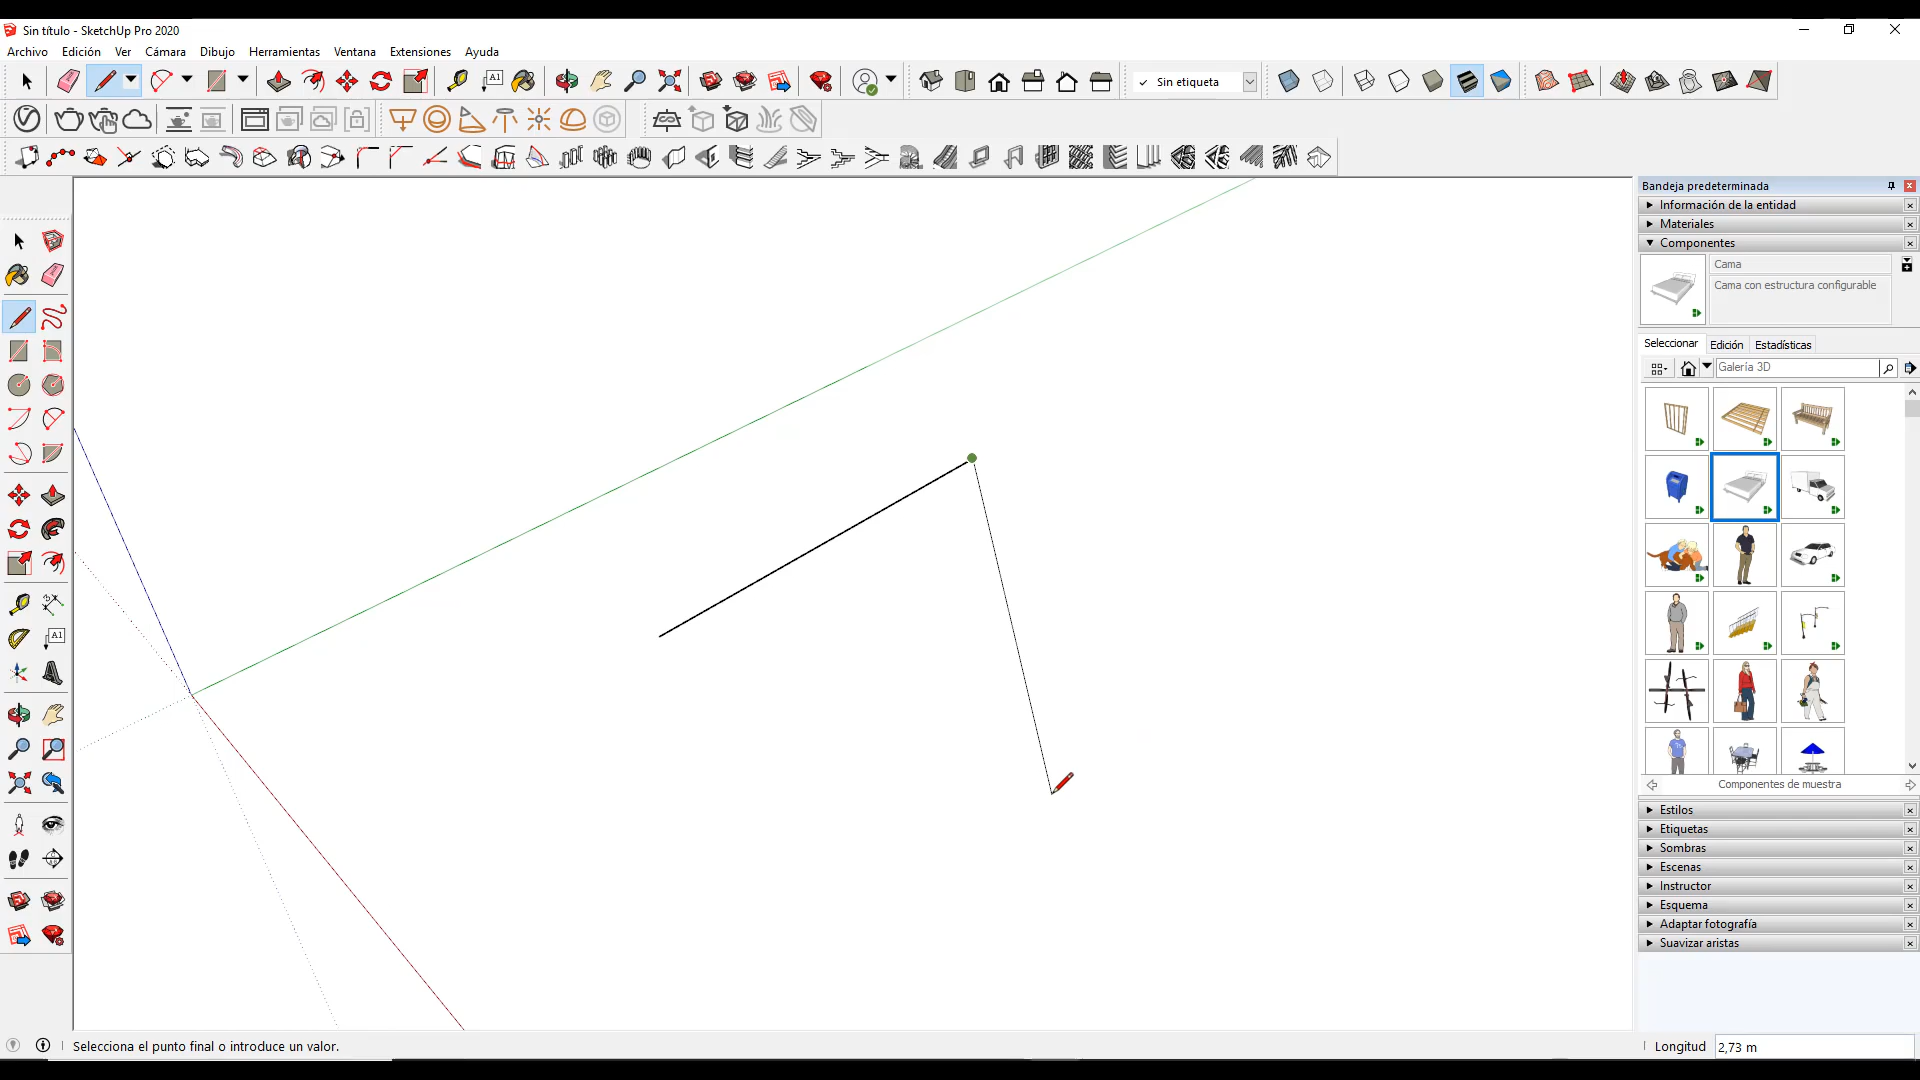 Sin título - SketchUp Pro 2020
Archivo Edición Ver Cámara Dibujo Herramientas Ventana Extensiones Ayuda
A1
Sin etiqueta
Bandeja predeterminada
Información de la entidad
Materiales
Componentes
Cama
Cama con estructura configurable
Seleccionar Edición Estadísticas
Galería 3D
A1
Componentes de muestra
Estilos
Etiquetas
Sombras
Escenas
Instructor
Esquema
Adaptar fotografía
Suavizar aristas
Selecciona el punto final o introduce un valor.
Longitud 2,73 m